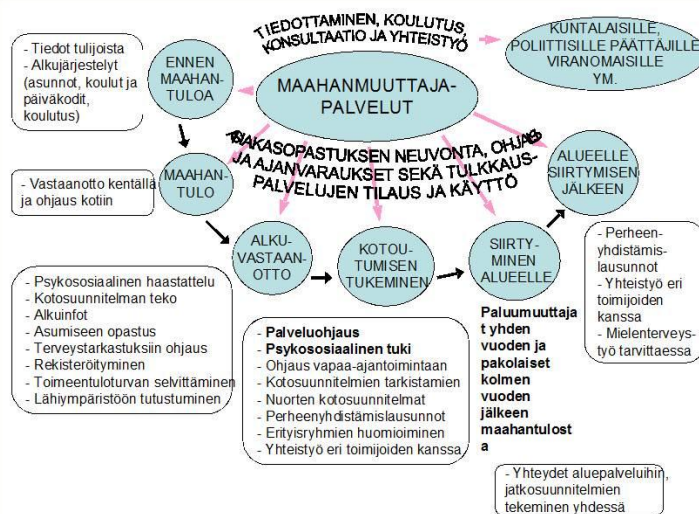 TIEDOTTAMINEN, KOULUTUS,
KONSULTAATIO JA YHTEISTYÖ
KUNTALAISILLE,
POLIITTISILLE PÄÄTTÄJILLE
VIRANOMAISILLE
YM.
- Tiedot tulijoista
- Alkujärjestelyt
(asunnot, koulut ja
päiväkodit,
koulutus)
ENNEN
MAAHAN-
TULOA
MAAHANMUUTTAJA-
PALVELUT
ASIAKASOPASTUKSEN NEUVONTA, OHJAUS
JA AJANVARAUKSET SEKÄ TULKKAUS-
PALVELUJEN TILAUS JA KÄYTTÖ
MAAHAN-
TULO
- Vastaanotto kentällä
ja ohjaus kotiin
ALUEELLE
SIIRTYMISEN
JÄLKEEN
ALKU-
VASTAAN-
OTTO
KOTOU-
TUMISEN
TUKEMINEN
SIIRTY-
MINEN
ALUEELLE
- Perheen-
yhdistämis-
lausunnot
- Yhteistyö eri
toimijoiden
kanssa
- Mielenterveys-
työ tarvittaessa
- Psykososiaalinen haastattelu
- Kotosuunnitelman teko
- Alkuinfot
- Asumiseen opastus
- Terveystarkastuksiin ohjaus
- Rekisteröityminen
- Toimeentuloturvan selvittäminen
- Lähiympäristöön tutustuminen
- Palveluohjaus
- Psykososiaalinen tuki
- Ohjaus vapaa-ajantoimintaan
- Kotosuunnitelmien tarkistamien
- Nuorten kotosuunnitelmat
- Perheenyhdistämislausunnot
- Erityisryhmien huomioiminen
- Yhteistyö eri toimijoiden kanssa
Paluumuuttaja
t yhden
vuoden ja
pakolaiset
kolmen
vuoden
jälkeen
maahantulost
a
- Yhteydet aluepalveluihin,
jatkosuunnitelmien
tekeminen yhdessä